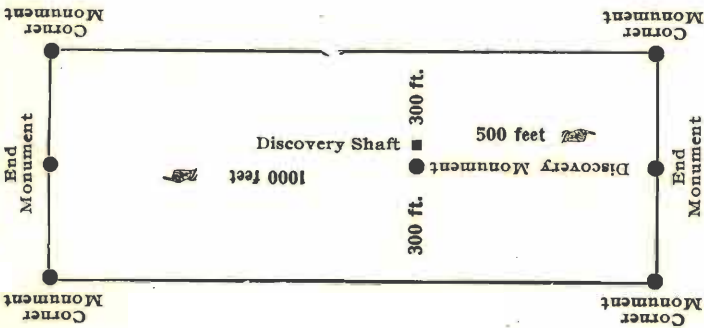 Corner
Monument
Corner
Monument
End
Monument
300 ft.
500 feet
Discovery Shaft
Discovery Monument
1000 feet
End
Monument
300 ft.
Corner
Monument
Corner
Monument